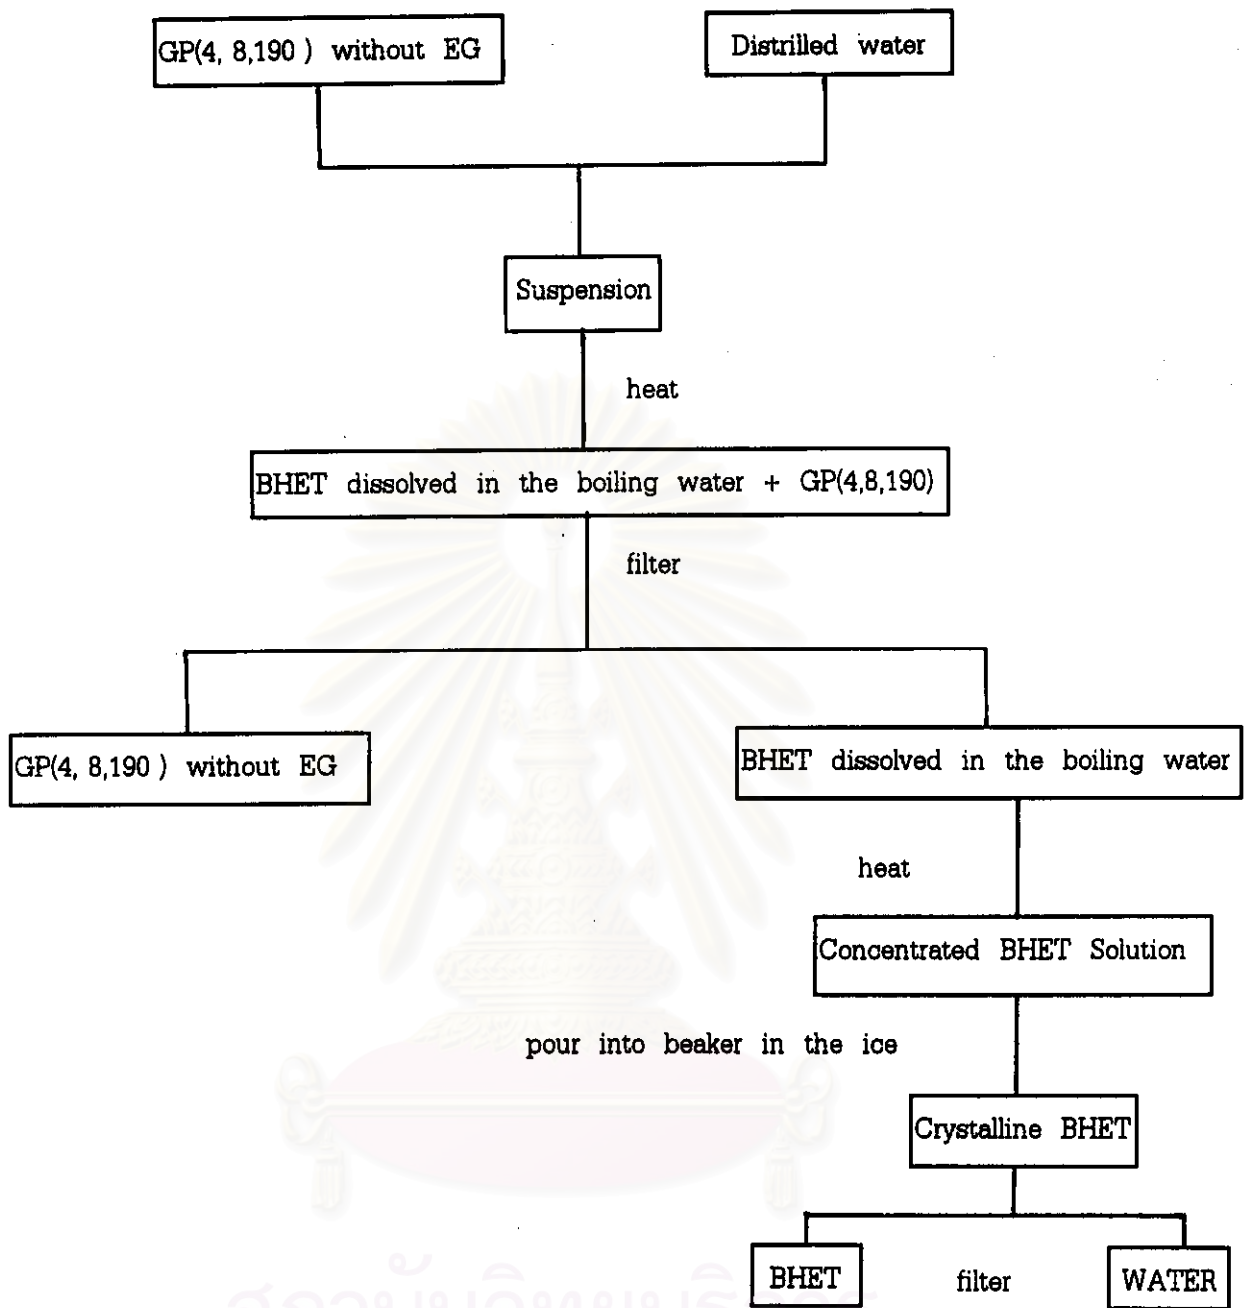 GP(4, 8,190 ) without EG
Distrilled water
Suspension
heat
BHET dissolved in the boiling water + GP(4,8,190)
filter
GP(4, 8,190 ) without EG
BHET dissolved in the boiling water
heat
Concentrated BHET Solution
pour into beaker in the ice
Crystalline BHET
BHET
filter
WATER